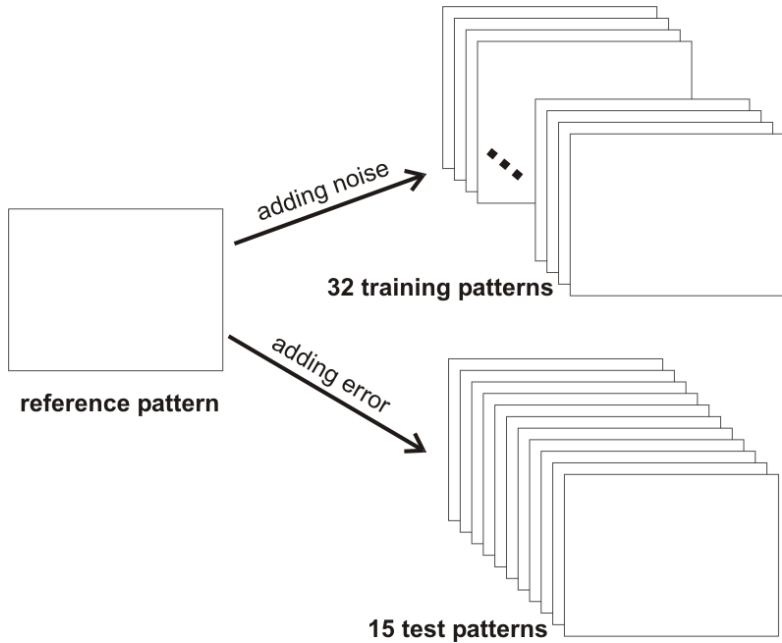 adding noise
32 training patterns
reference pattern
adding error
15 test patterns